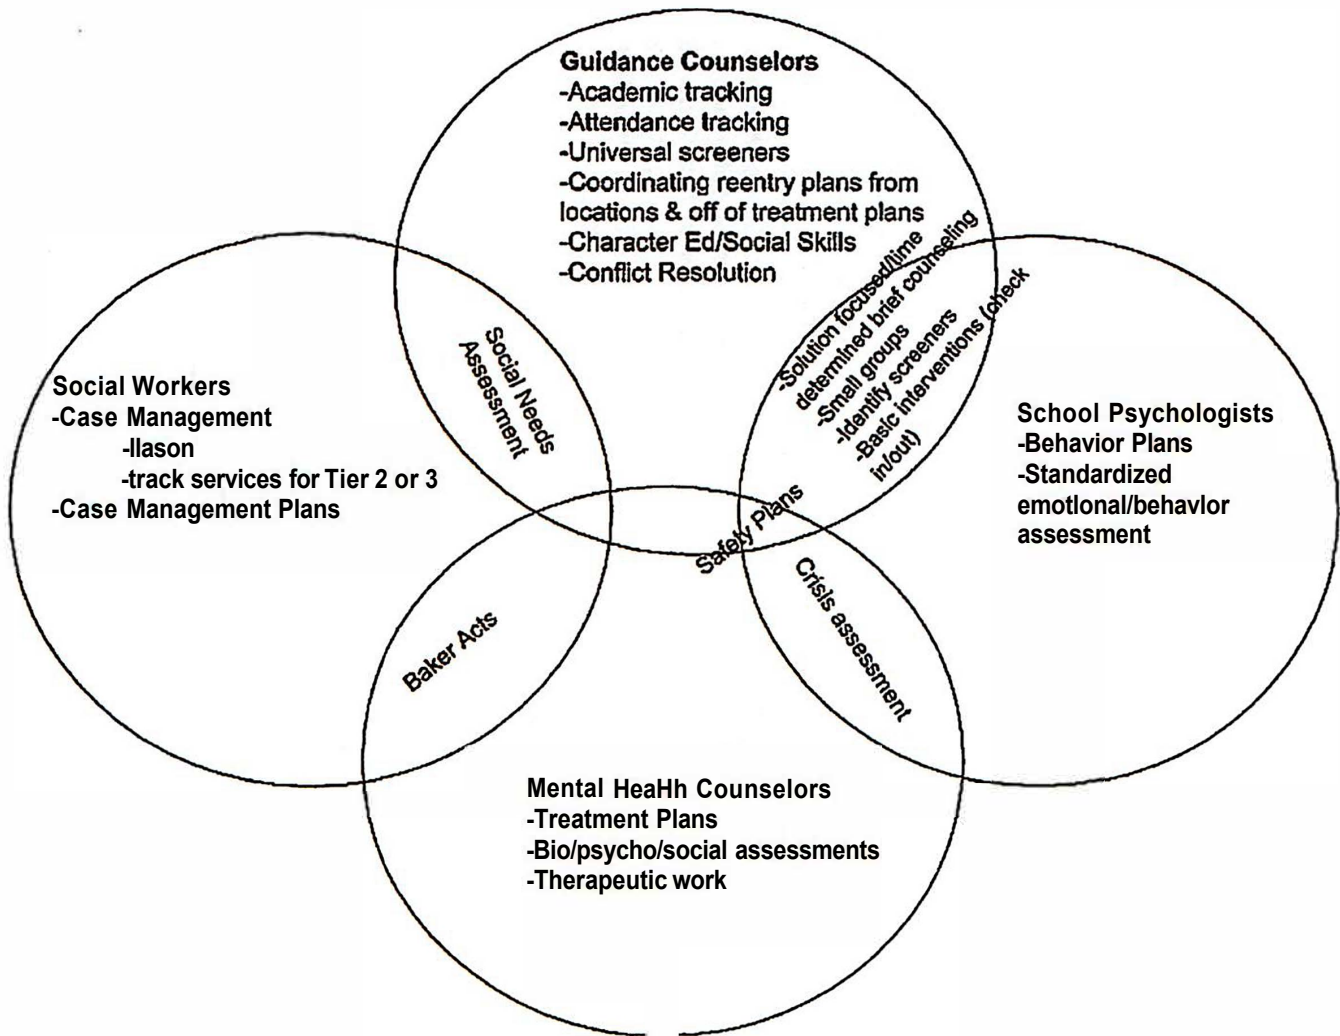 Guidance Counselors
-Academic tracking
-Attendance tracking
-Universal screeners
-Coordinating reentry plans from
locations & off of treatment plans
-Character Ed/Social Skills
-Conflict Resolution
-Solution focused/time
determined brief counseling
-Small groups
-Identify screeners
-Basic interventions (check
in/out)
Social Needs
Assessment
Social Workers
-Case Management
-llason
-track services for Tier 2 or 3
-Case Management Plans
School Psychologists
-Behavior Plans
-Standardized
emotlonal/behavlor
assessment
Safety Plans
Crisis assessment
Baker Acts
Mental HeaHh Counselors
-Treatment Plans
-Bio/psycho/social assessments
-Therapeutic work